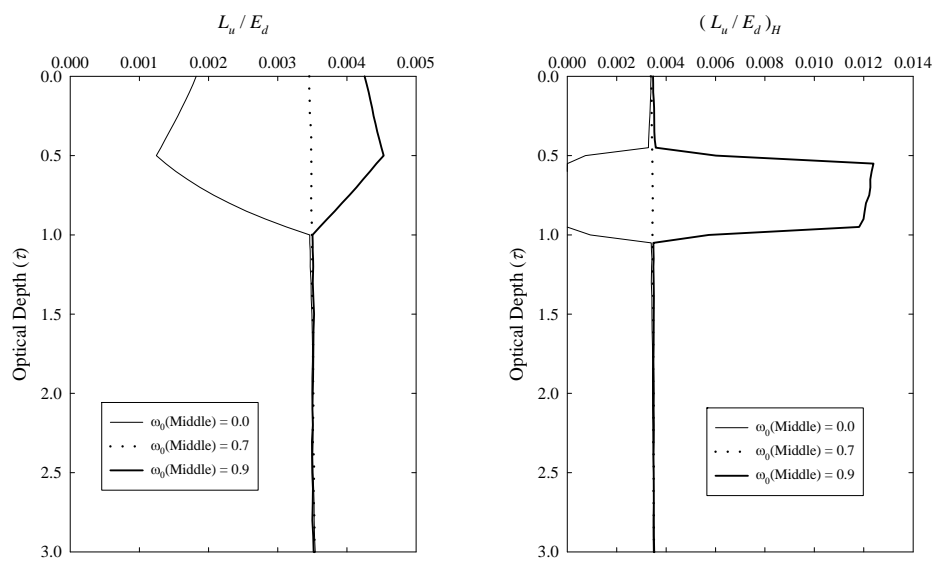 L_u / E_d
0.000 0.001 0.002 0.003 0.004 0.005
0.0
0.5
1.0
1.5
2.0
2.5
3.0
Optical Depth (τ)
ω₀(Middle) = 0.0
ω₀(Middle) = 0.7
ω₀(Middle) = 0.9
( L_u / E_d )_H
0.000 0.002 0.004 0.006 0.008 0.010 0.012 0.014
0.0
0.5
1.0
1.5
2.0
2.5
3.0
Optical Depth (τ)
ω₀(Middle) = 0.0
ω₀(Middle) = 0.7
ω₀(Middle) = 0.9